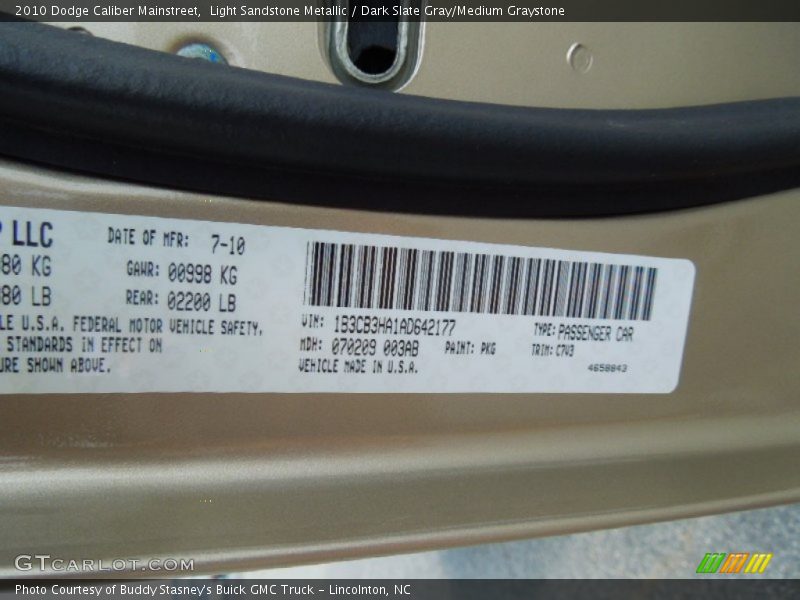 2010 Dodge Caliber Mainstreet,  Light Sandstone Metallic / Dark Slate Gray/Medium Graystone
LLC
DATE OF MFR: 7-10
80 KG
GAWR: 00998 KG
80 LB
REAR: 02200 LB
LE U.S.A. FEDERAL MOTOR VEHICLE SAFETY.
STANDARDS IN EFFECT ON
URE SHOWN ABOVE.
VIN: 1B3CB3HA1AD642177
TYPE: PASSENGER CAR
MDH: 070209 003AB
PAINT: PKG
TRIM: C7V3
VEHICLE MADE IN U.S.A.
4658843
GTCARLOT.COM
Photo Courtesy of Buddy Stasney's Buick GMC Truck - Lincolnton, NC